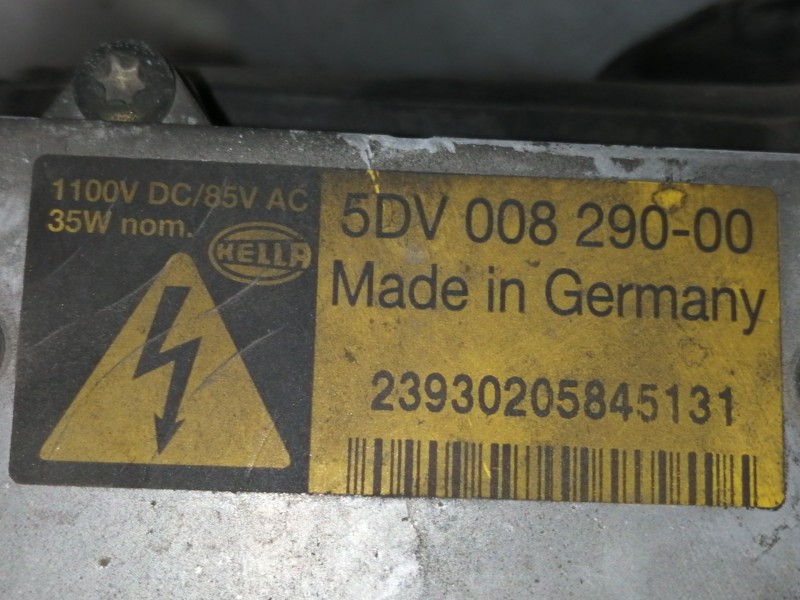 1100V DC/85V AC
35W nom.
HELLA
5DV 008 290-00
Made in Germany
23930205845131